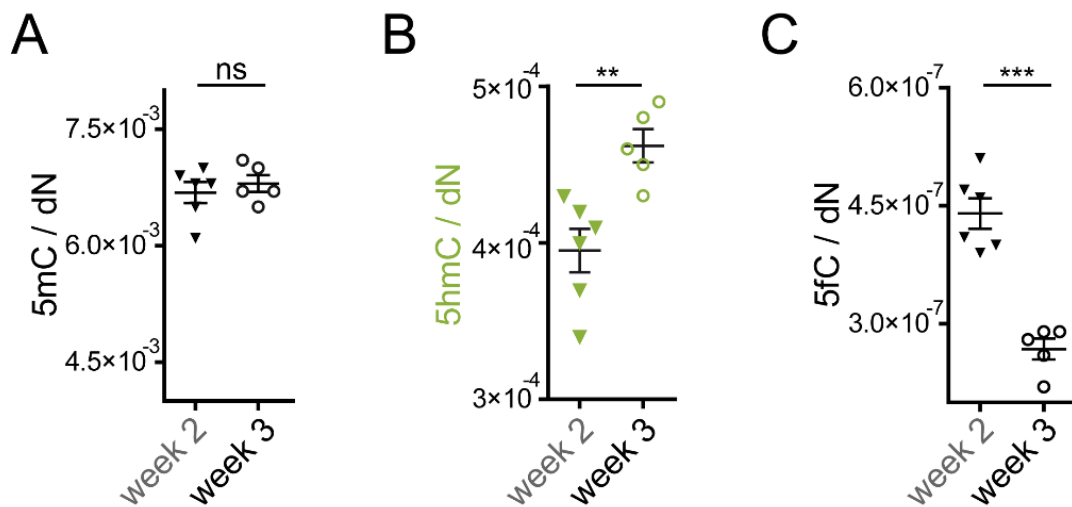 A
ns
7.5×10⁻³
6.0×10⁻³
4.5×10⁻³
5mC / dN
week 2
week 3
B
**
5×10⁻⁴
4×10⁻⁴
3×10⁻⁴
5hmC / dN
week 2
week 3
C
***
6.0×10⁻⁷
4.5×10⁻⁷
3.0×10⁻⁷
5fC / dN
week 2
week 3